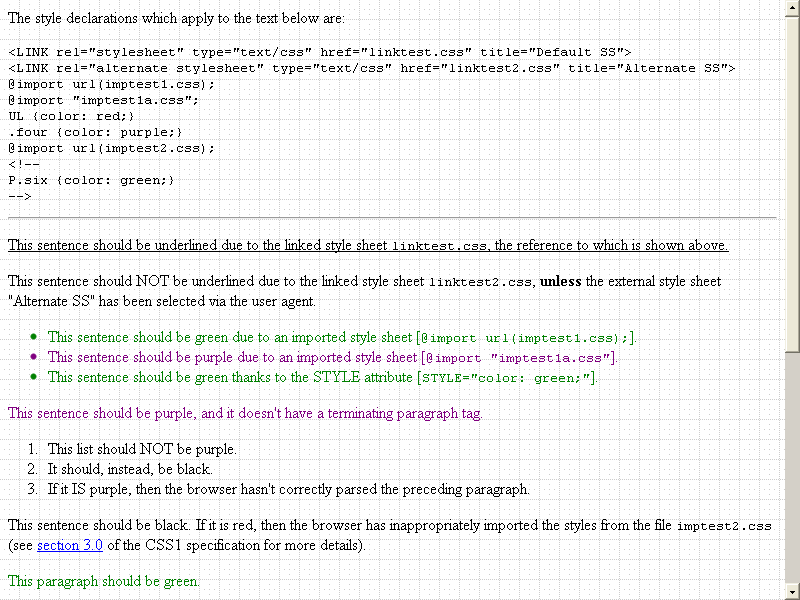 The style declarations which apply to the text below are:
<LINK rel="stylesheet" type="text/css" href="linktest.css" title="Default SS">
<LINK rel="alternate stylesheet" type="text/css" href="linktest2.css" title="Alternate SS">
@import url(imptest1.css);
@import "imptest1a.css";
UL {color: red;}
.four {color: purple;}
@import url(imptest2.css);
<!--
P.six {color: green;}
-->
This sentence should be underlined due to the linked style sheet linktest.css, the reference to which is shown above.
This sentence should NOT be underlined due to the linked style sheet linktest2.css, unless the external style sheet
"Alternate SS" has been selected via the user agent.
• This sentence should be green due to an imported style sheet [@import url(imptest1.css);].
• This sentence should be purple due to an imported style sheet [@import "imptest1a.css"].
• This sentence should be green thanks to the STYLE attribute [STYLE="color: green;"].
This sentence should be purple, and it doesn't have a terminating paragraph tag.
1. This list should NOT be purple.
2. It should, instead, be black.
3. If it IS purple, then the browser hasn't correctly parsed the preceding paragraph.
This sentence should be black. If it is red, then the browser has inappropriately imported the styles from the file imptest2.css
(see section 3.0 of the CSS1 specification for more details).
This paragraph should be green.